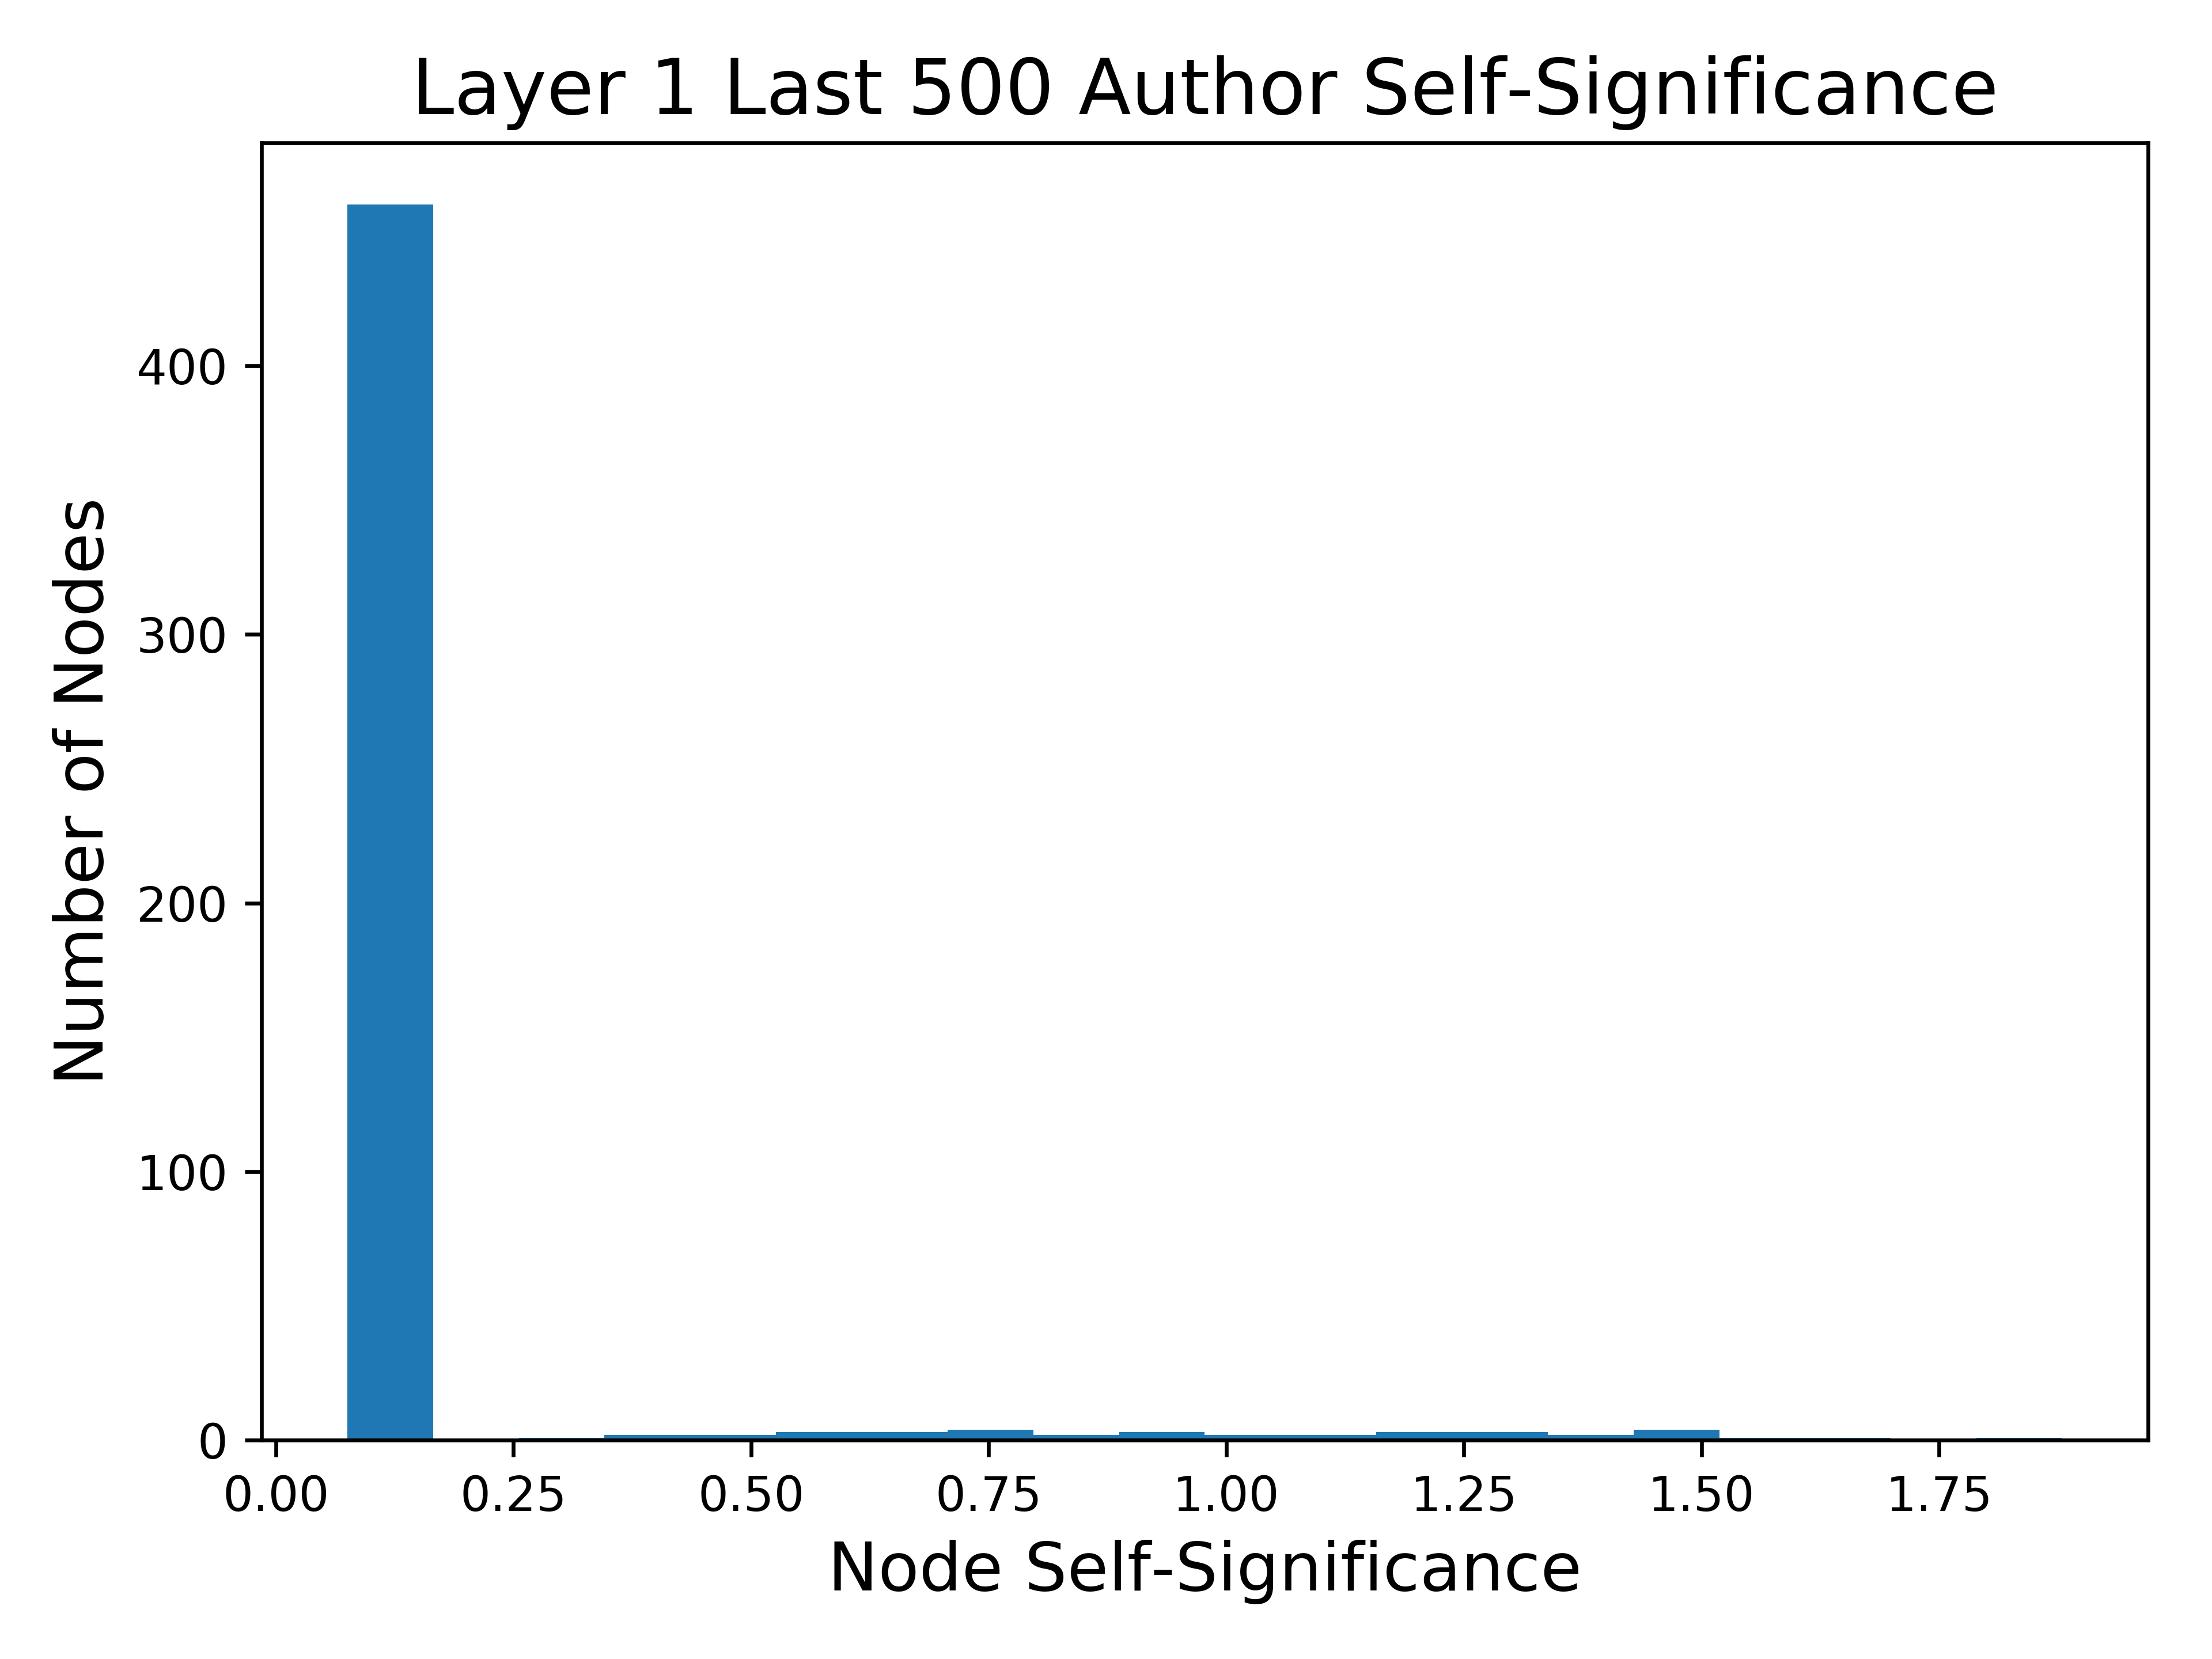 Layer 1 Last 500 Author Self-Significance
Number of Nodes
400
300
200
100
0
0.00 0.25 0.50 0.75 1.00 1.25 1.50 1.75
Node Self-Significance